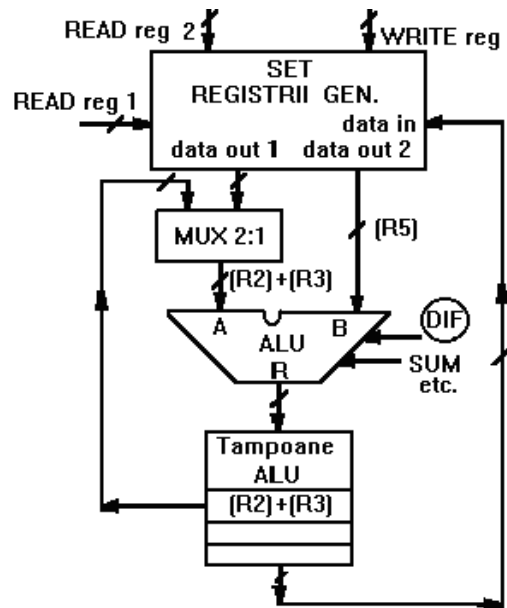 READ reg 2
WRITE reg
SET
REGISTRII GEN.
READ reg 1
data in
data out 1 data out 2
MUX 2:1
(R5)
(R2)+(R3)
A
B
DIF
ALU
R
SUM
etc.
Tampoane
ALU
(R2)+(R3)